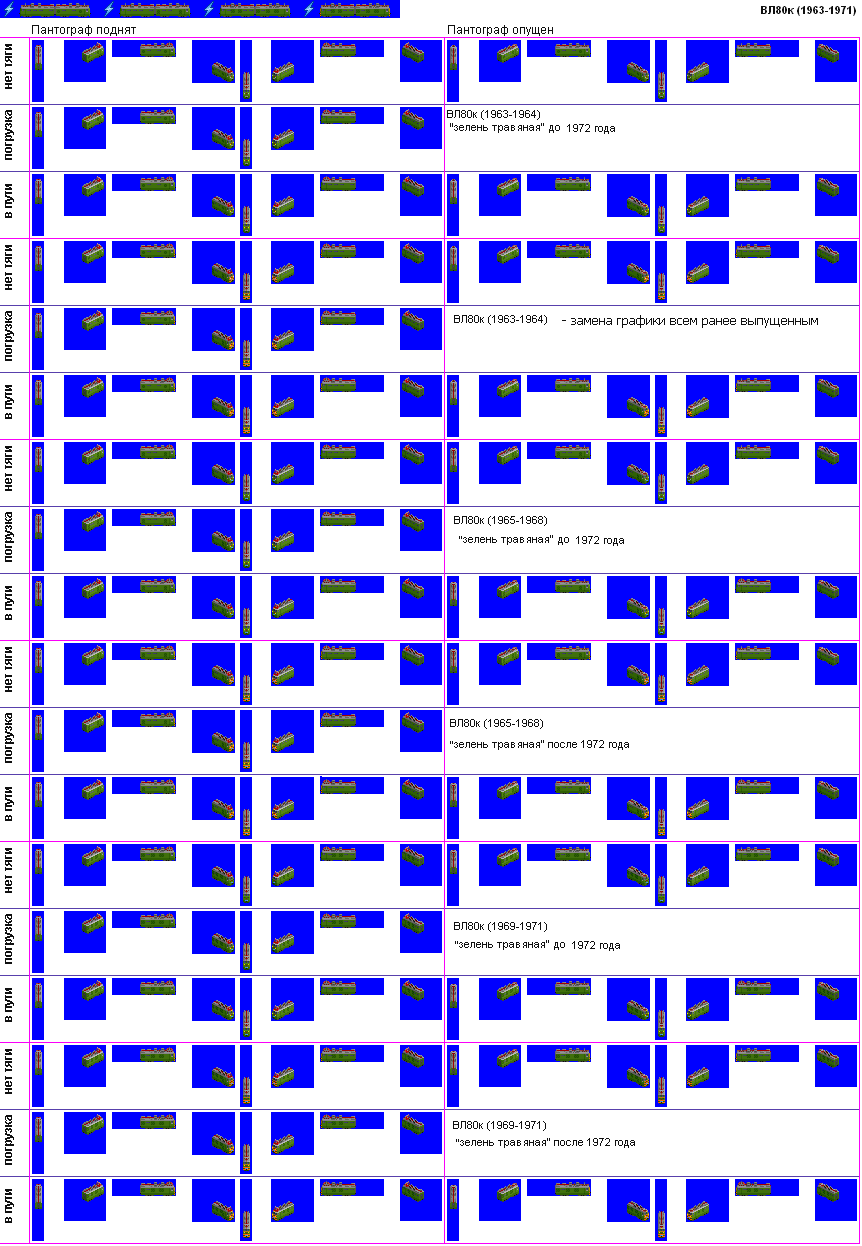 ВЛ80к (1963-1971)
Пантограф поднят
Пантограф опущен
нет тяги
погрузка
ВЛ80к (1963-1964)
"зелень травяная" до 1972 года
в пути
нет тяги
погрузка
ВЛ80к (1963-1964) - замена графики всем ранее выпущенным
в пути
нет тяги
погрузка
ВЛ80к (1965-1968)
"зелень травяная" до 1972 года
в пути
нет тяги
погрузка
ВЛ80к (1965-1968)
"зелень травяная" после 1972 года
в пути
нет тяги
погрузка
ВЛ80к (1969-1971)
"зелень травяная" до 1972 года
в пути
нет тяги
погрузка
ВЛ80к (1969-1971)
"зелень травяная" после 1972 года
в пути